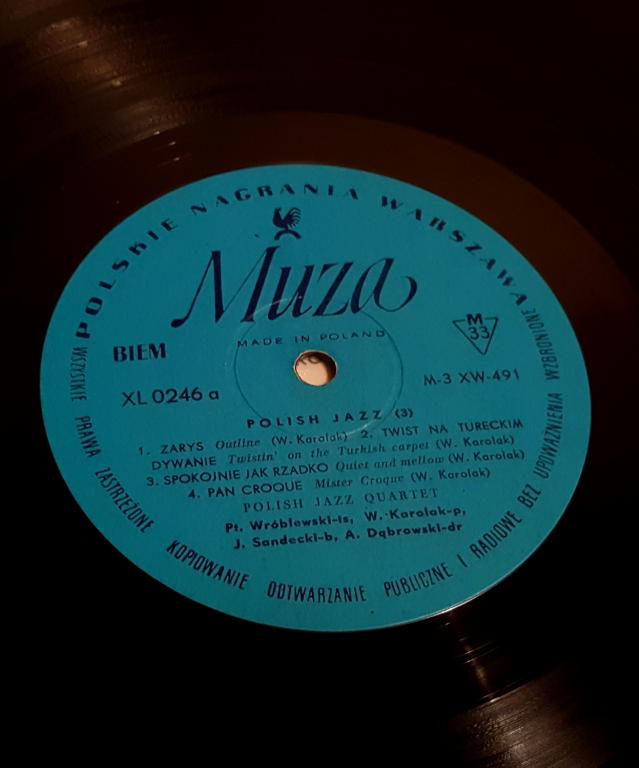 POLSKIE NAGRANIA WARSZAWA
Muza
MADE IN POLAND
BIEM
M
33
XL 0246 a
M-3 XW-491
POLISH JAZZ (3)
1. ZARYS Outline (W. Karolak) 2. TWIST NA TURECKIM
DYWANIE Twistin' on the Turkish carpet (W. Karolak)
3. SPOKOJNIE JAK RZADKO Quiet and mellow (W. Karolak)
4. PAN CROQUE Mister Croque (W. Karolak)
POLISH JAZZ QUARTET
Pt. Wróblewski-ts, W. Karolak-p,
J. Sandecki-b, A. Dąbrowski-dr
WSZYSTKIE PRAWA ZASTRZEŻONE KOPIOWANIE ODTWARZANIE PUBLICZNE I RADIOWE BEZ UPOWAŻNIENIA WZBRONIONE